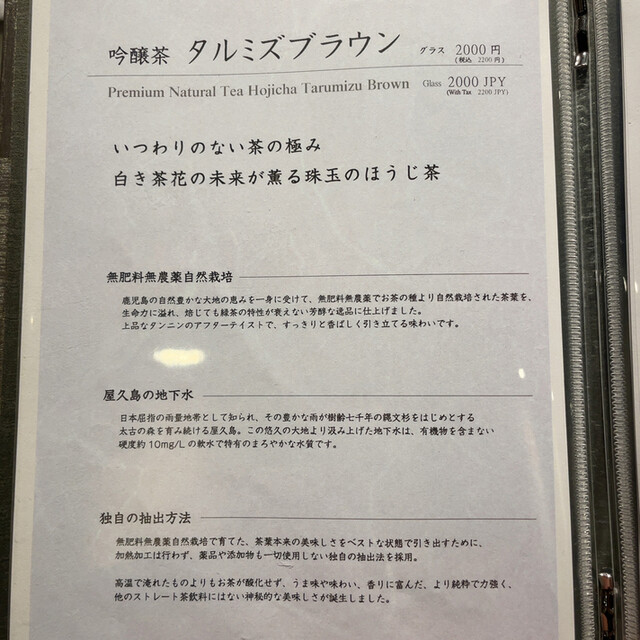 吟醸茶 タルミズブラウン グラス 2000円
(税込 2200円)
Premium Natural Tea Hojicha Tarumizu Brown Glass 2000 JPY
(With Tax 2200 JPY)
いつわりのない茶の極み
白き茶花の未来が薫る珠玉のほうじ茶
無肥料無農薬自然栽培
鹿児島の自然豊かな大地の恵みを一身に受けて、無肥料無農薬でお茶の種より自然栽培された茶葉を、
生命力に溢れ、焙じても緑茶の特性が衰えない芳醇な逸品に仕上げました。
上品なタンニンのアフターテイストで、すっきりと香ばしく引き立てる味わいです。
屋久島の地下水
日本屈指の雨量地帯として知られ、その豊かな雨が樹齢七千年の縄文杉をはじめとする
太古の森を育み続ける屋久島。この悠久の大地より汲み上げた地下水は、有機物を含まない
硬度約10mg/Lの軟水で特有のまろやかな水質です。
独自の抽出方法
無肥料無農薬自然栽培で育てた、茶葉本来の美味しさをベストな状態で引き出すために、
加熱加工は行わず、薬品や添加物も一切使用しない独自の抽出法を採用。
高温で淹れたものよりもお茶が酸化せず、うま味や味わい、香りに富んだ、より純粋で力強く、
他のストレート茶飲料にはない神秘的な美味しさが誕生しました。